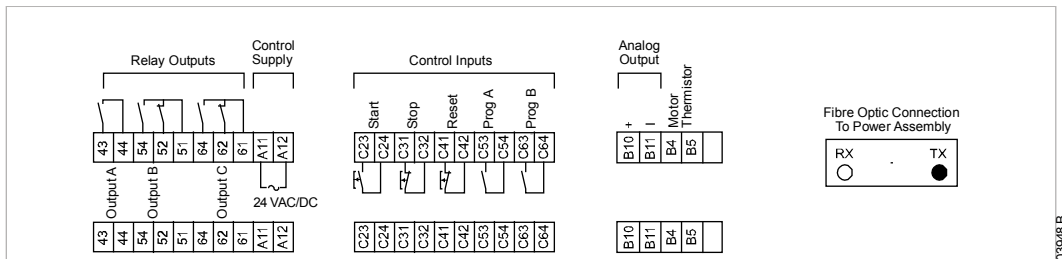 Relay Outputs
Control
Supply
Control Inputs
Analog
Output
Start
Stop
Reset
Prog A
Prog B
+
I
Motor
Thermistor
Fibre Optic Connection
To Power Assembly
RX
TX
43 44 54 52 51 64 62 61 A11 A12
C23 C24 C31 C32 C41 C42 C53 C54 C63 C64
B10 B11 B4 B5
Output A
Output B
Output C
24 VAC/DC
43 44 54 52 51 64 62 61 A11 A12
C23 C24 C31 C32 C41 C42 C53 C54 C63 C64
B10 B11 B4 B5